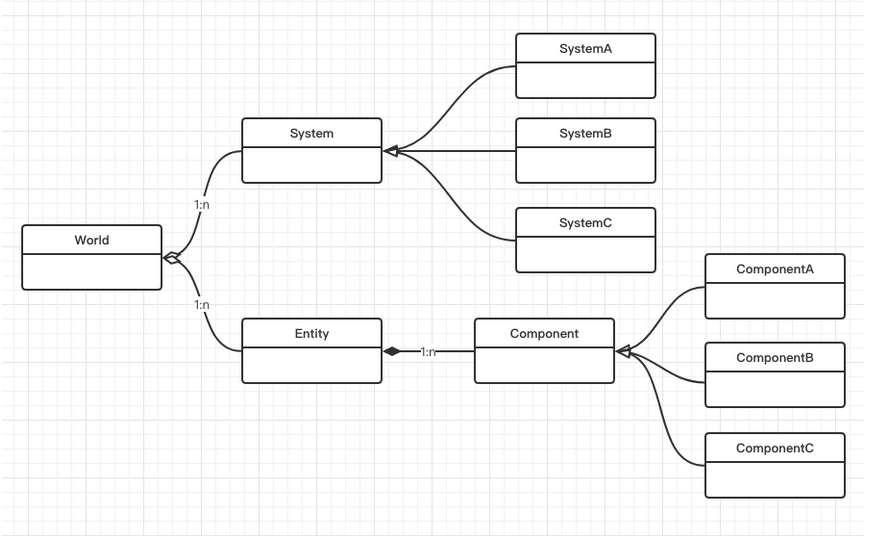 SystemA
System
SystemB
1:n
SystemC
World
ComponentA
1:n
Entity
1:n
Component
ComponentB
ComponentC